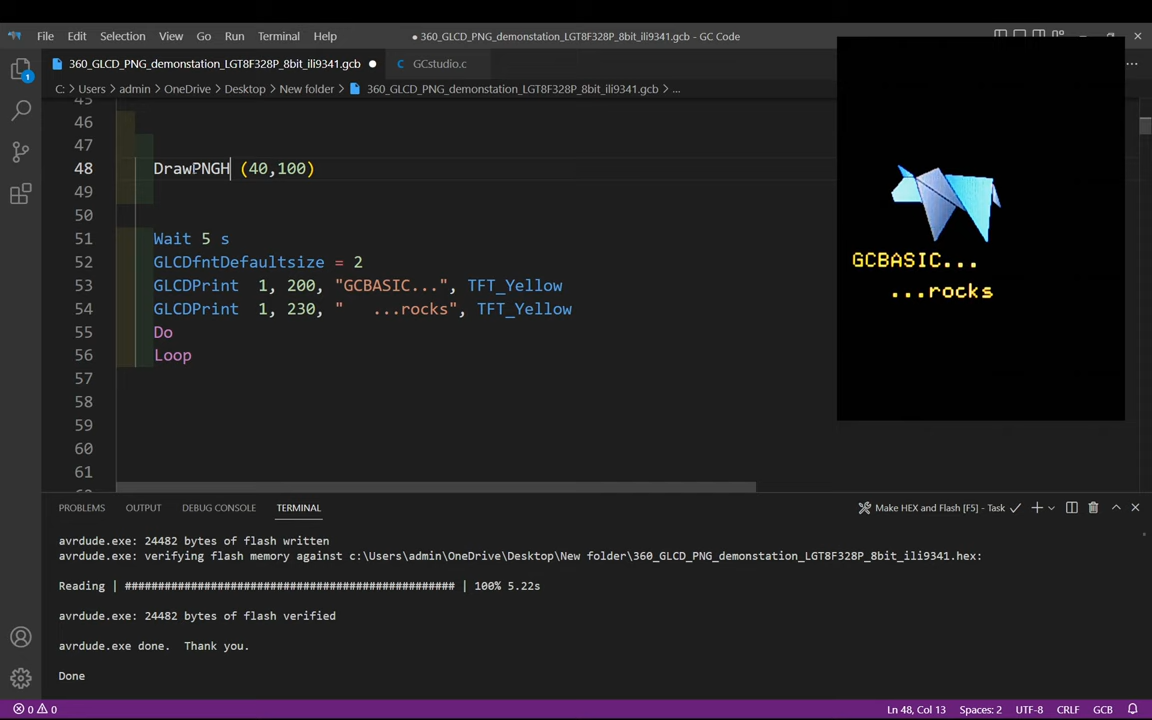 File Edit Selection View Go Run Terminal Help ● 360_GLCD_PNG_demonstation_LGT8F328P_8bit_ili9341.gcb - GC Code
360_GLCD_PNG_demonstation_LGT8F328P_8bit_ili9341.gcb ● GCstudio.c
C: > Users > admin > OneDrive > Desktop > New folder > 360_GLCD_PNG_demonstation_LGT8F328P_8bit_ili9341.gcb > ...
45
46
47
48 DrawPNGH (40,100)
49
50
51 Wait 5 s
52 GLCDfntDefaultsize = 2
53 GLCDPrint 1, 200, "GCBASIC...", TFT_Yellow
54 GLCDPrint 1, 230, "   ...rocks", TFT_Yellow
55 Do
56 Loop
57
58
59
60
61
GCBASIC...
...rocks
1
PROBLEMS OUTPUT DEBUG CONSOLE TERMINAL Make HEX and Flash [F5] - Task
avrdude.exe: 24482 bytes of flash written
avrdude.exe: verifying flash memory against c:\Users\admin\OneDrive\Desktop\New folder\360_GLCD_PNG_demonstation_LGT8F328P_8bit_ili9341.hex:
Reading | ################################################## | 100% 5.22s
avrdude.exe: 24482 bytes of flash verified
avrdude.exe done.  Thank you.
Done
0 0 Ln 48, Col 13 Spaces: 2 UTF-8 CRLF GCB